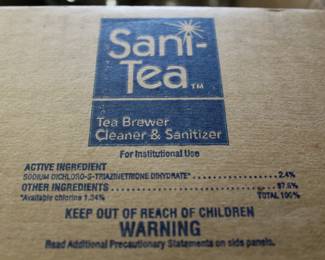 Sani-
Tea™
Tea Brewer
Cleaner & Sanitizer
For Institutional Use
ACTIVE INGREDIENT
SODIUM DICHLORO-S-TRIAZINETRIONE DIHYDRATE* 2.4%
OTHER INGREDIENTS 97.6%
*Available chlorine 1.34% TOTAL 100%
KEEP OUT OF REACH OF CHILDREN
WARNING
Read Additional Precautionary Statements on side panels.